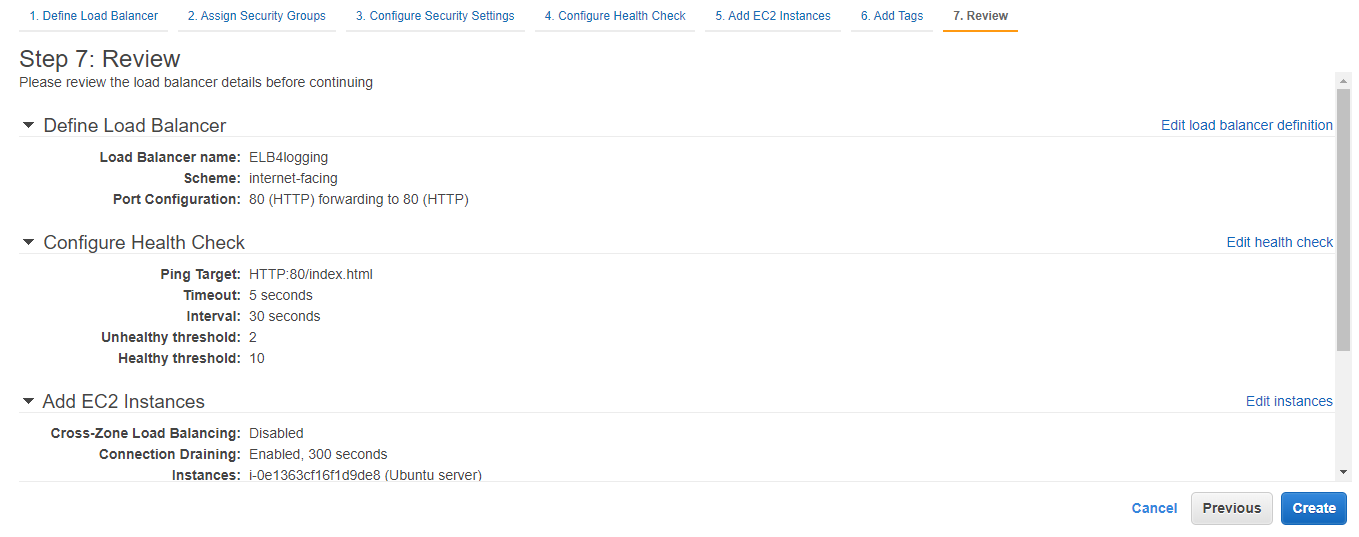 1. Define Load Balancer 2. Assign Security Groups 3. Configure Security Settings 4. Configure Health Check 5. Add EC2 Instances 6. Add Tags 7. Review
Step 7: Review
Please review the load balancer details before continuing
Define Load Balancer Edit load balancer definition
Load Balancer name: ELB4logging
Scheme: internet-facing
Port Configuration: 80 (HTTP) forwarding to 80 (HTTP)
Configure Health Check Edit health check
Ping Target: HTTP:80/index.html
Timeout: 5 seconds
Interval: 30 seconds
Unhealthy threshold: 2
Healthy threshold: 10
Add EC2 Instances Edit instances
Cross-Zone Load Balancing: Disabled
Connection Draining: Enabled, 300 seconds
Instances: i-0e1363cf16f1d9de8 (Ubuntu server)
Cancel Previous Create